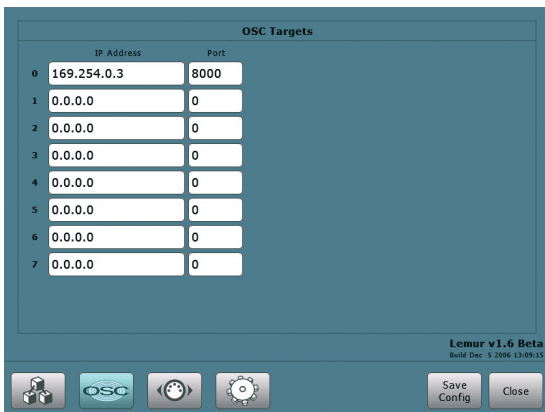 OSC Targets
IP Address Port
0 169.254.0.3 8000
1 0.0.0.0 0
2 0.0.0.0 0
3 0.0.0.0 0
4 0.0.0.0 0
5 0.0.0.0 0
6 0.0.0.0 0
7 0.0.0.0 0
Lemur v1.6 Beta
Build Dec 5 2006 13:09:15
OSC
Save
Config
Close